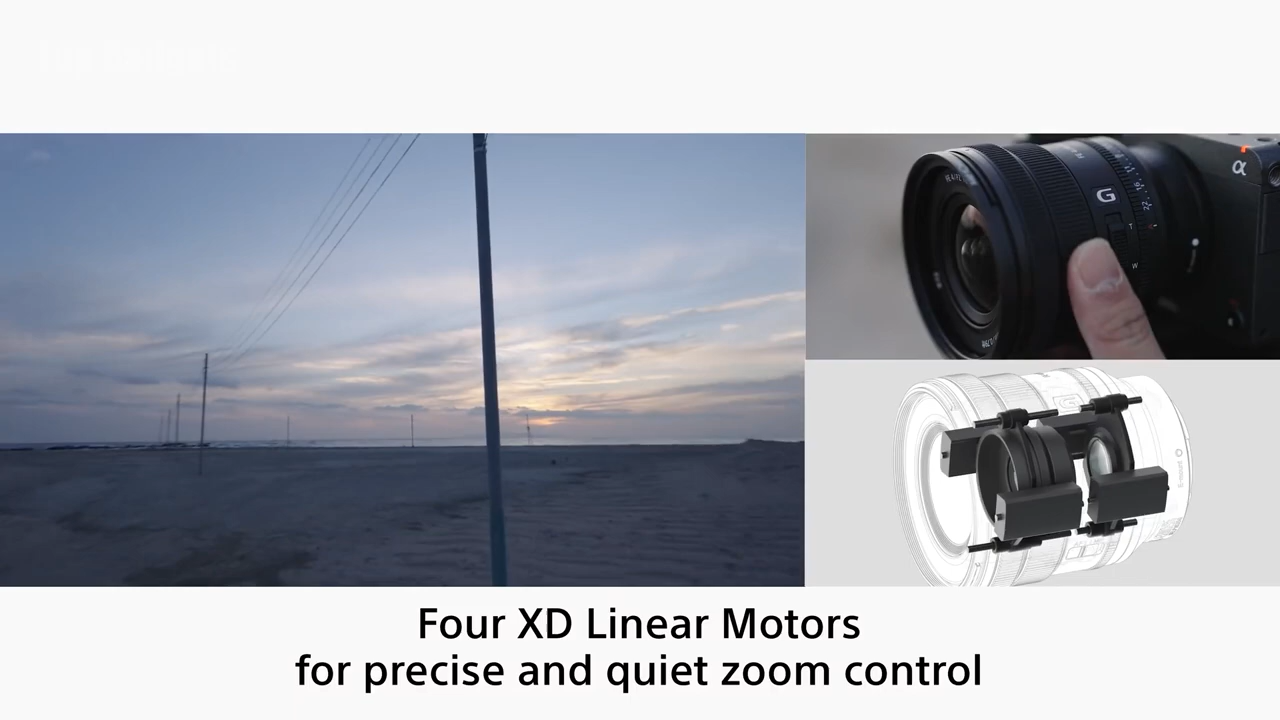 α
G
T
W
Four XD Linear Motors
for precise and quiet zoom control